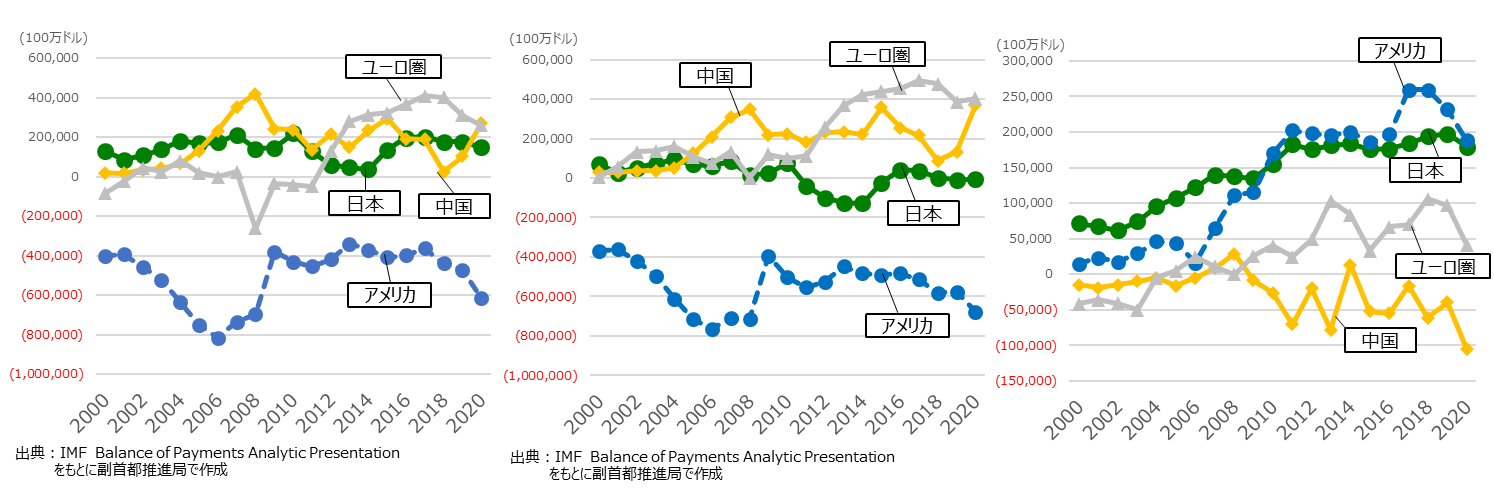 (100万ドル)
600,000
400,000
200,000
0
(200,000)
(400,000)
(600,000)
(800,000)
(1,000,000)
ユーロ圏
日本
中国
アメリカ
2000 2002 2004 2006 2008 2010 2012 2014 2016 2018 2020
出典：IMF Balance of Payments Analytic Presentation
をもとに副首都推進局で作成
(100万ドル)
600,000
400,000
200,000
0
(200,000)
(400,000)
(600,000)
(800,000)
(1,000,000)
ユーロ圏
中国
日本
アメリカ
2000 2002 2004 2006 2008 2010 2012 2014 2016 2018 2020
出典：IMF Balance of Payments Analytic Presentation
をもとに副首都推進局で作成
(100万ドル)
300,000
250,000
200,000
150,000
100,000
50,000
0
(50,000)
(100,000)
(150,000)
アメリカ
日本
ユーロ圏
中国
2000 2002 2004 2006 2008 2010 2012 2014 2016 2018 2020